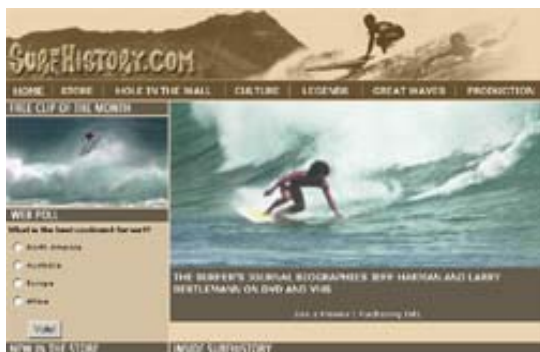 SURFHISTORY.COM
HOME STORE HOLE IN THE WALL CULTURE LEGENDS GREAT WAVES PRODUCTION
FREE CLIP OF THE MONTH
WEB POLL
What is the best continent for surf?
North America
Australia
Europe
Africa
Vote!
THE SURFER'S JOURNAL BIOGRAPHIES JEFF HAKMAN AND LARRY
BERTLEMANN ON DVD AND VHS
NEW IN THE STORE
INSIDE SURFHISTORY